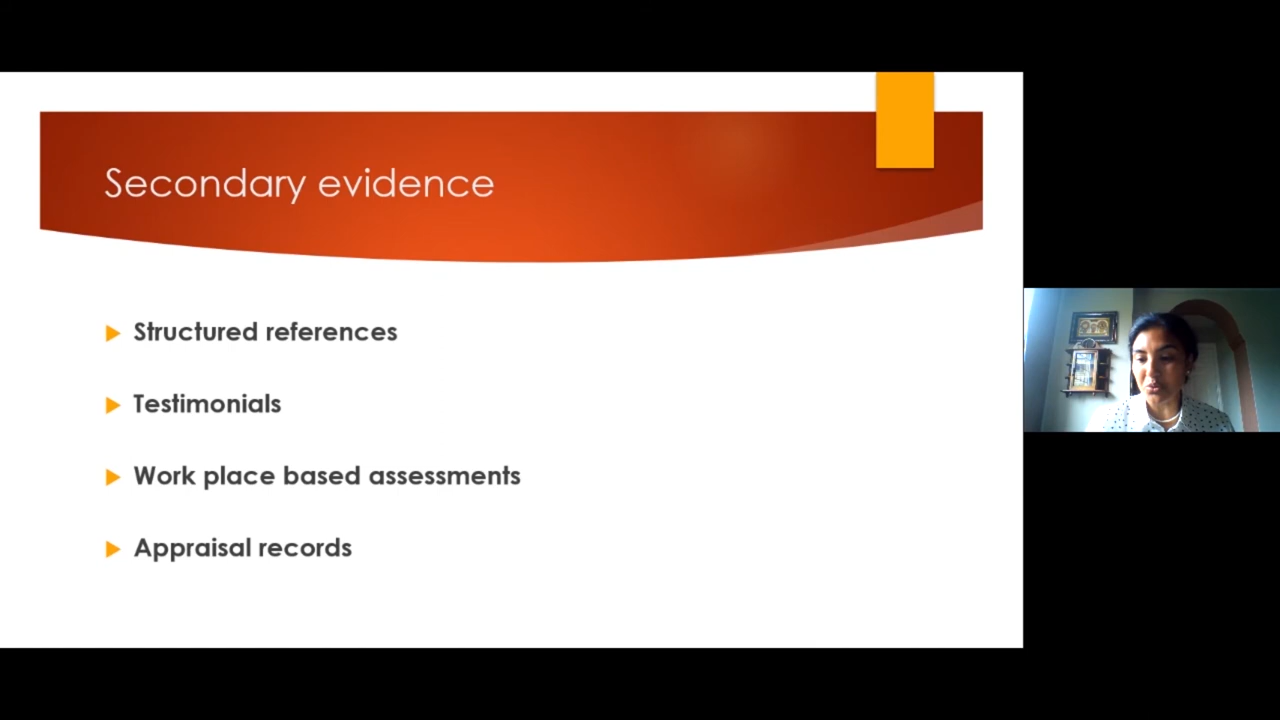 Secondary evidence
Structured references
Testimonials
Work place based assessments
Appraisal records